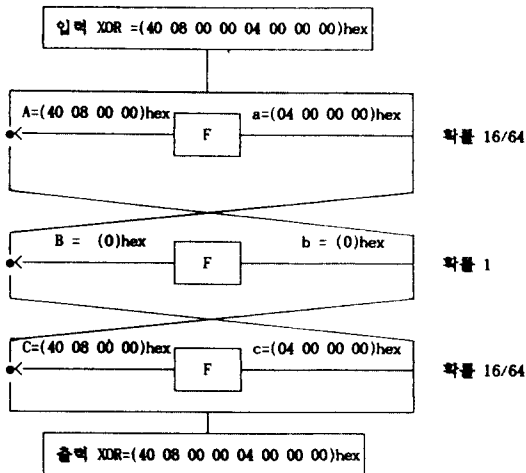 입력 XOR =(40 08 00 00 04 00 00 00)hex
A=(40 08 00 00)hex
F
a=(04 00 00 00)hex
확률 16/64
B = (0)hex
F
b = (0)hex
확률 1
C=(40 08 00 00)hex
F
c=(04 00 00 00)hex
확률 16/64
출력 XOR=(40 08 00 00 04 00 00 00)hex